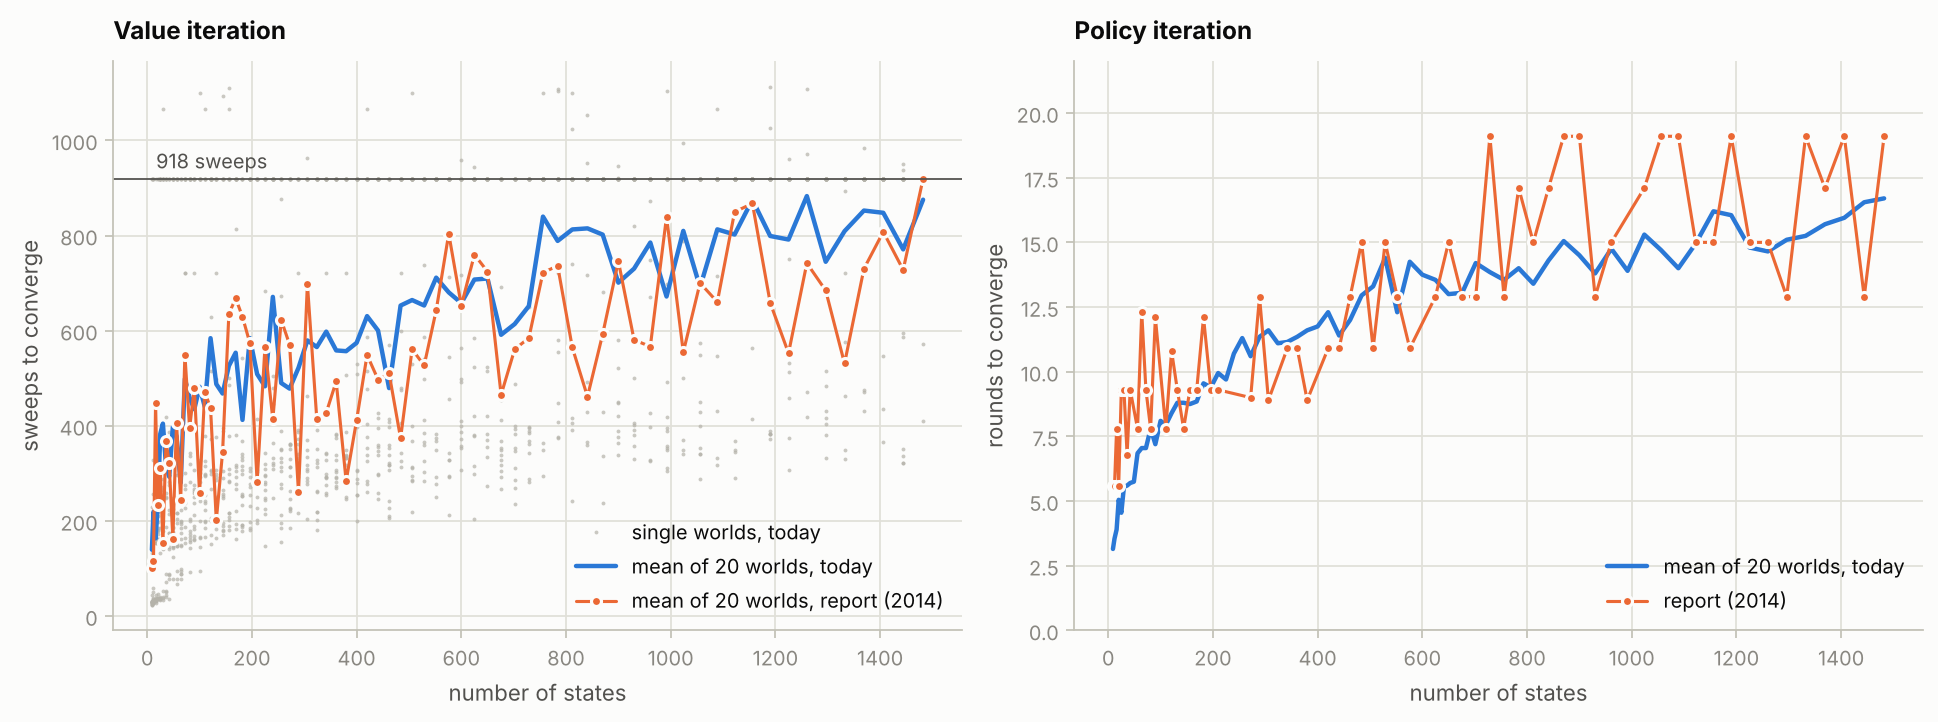 Value iteration
sweeps to converge
1000
800
600
400
200
0
918 sweeps
single worlds, today
mean of 20 worlds, today
mean of 20 worlds, report (2014)
0 200 400 600 800 1000 1200 1400
number of states
Policy iteration
rounds to converge
20.0
17.5
15.0
12.5
10.0
7.5
5.0
2.5
0.0
mean of 20 worlds, today
report (2014)
0 200 400 600 800 1000 1200 1400
number of states